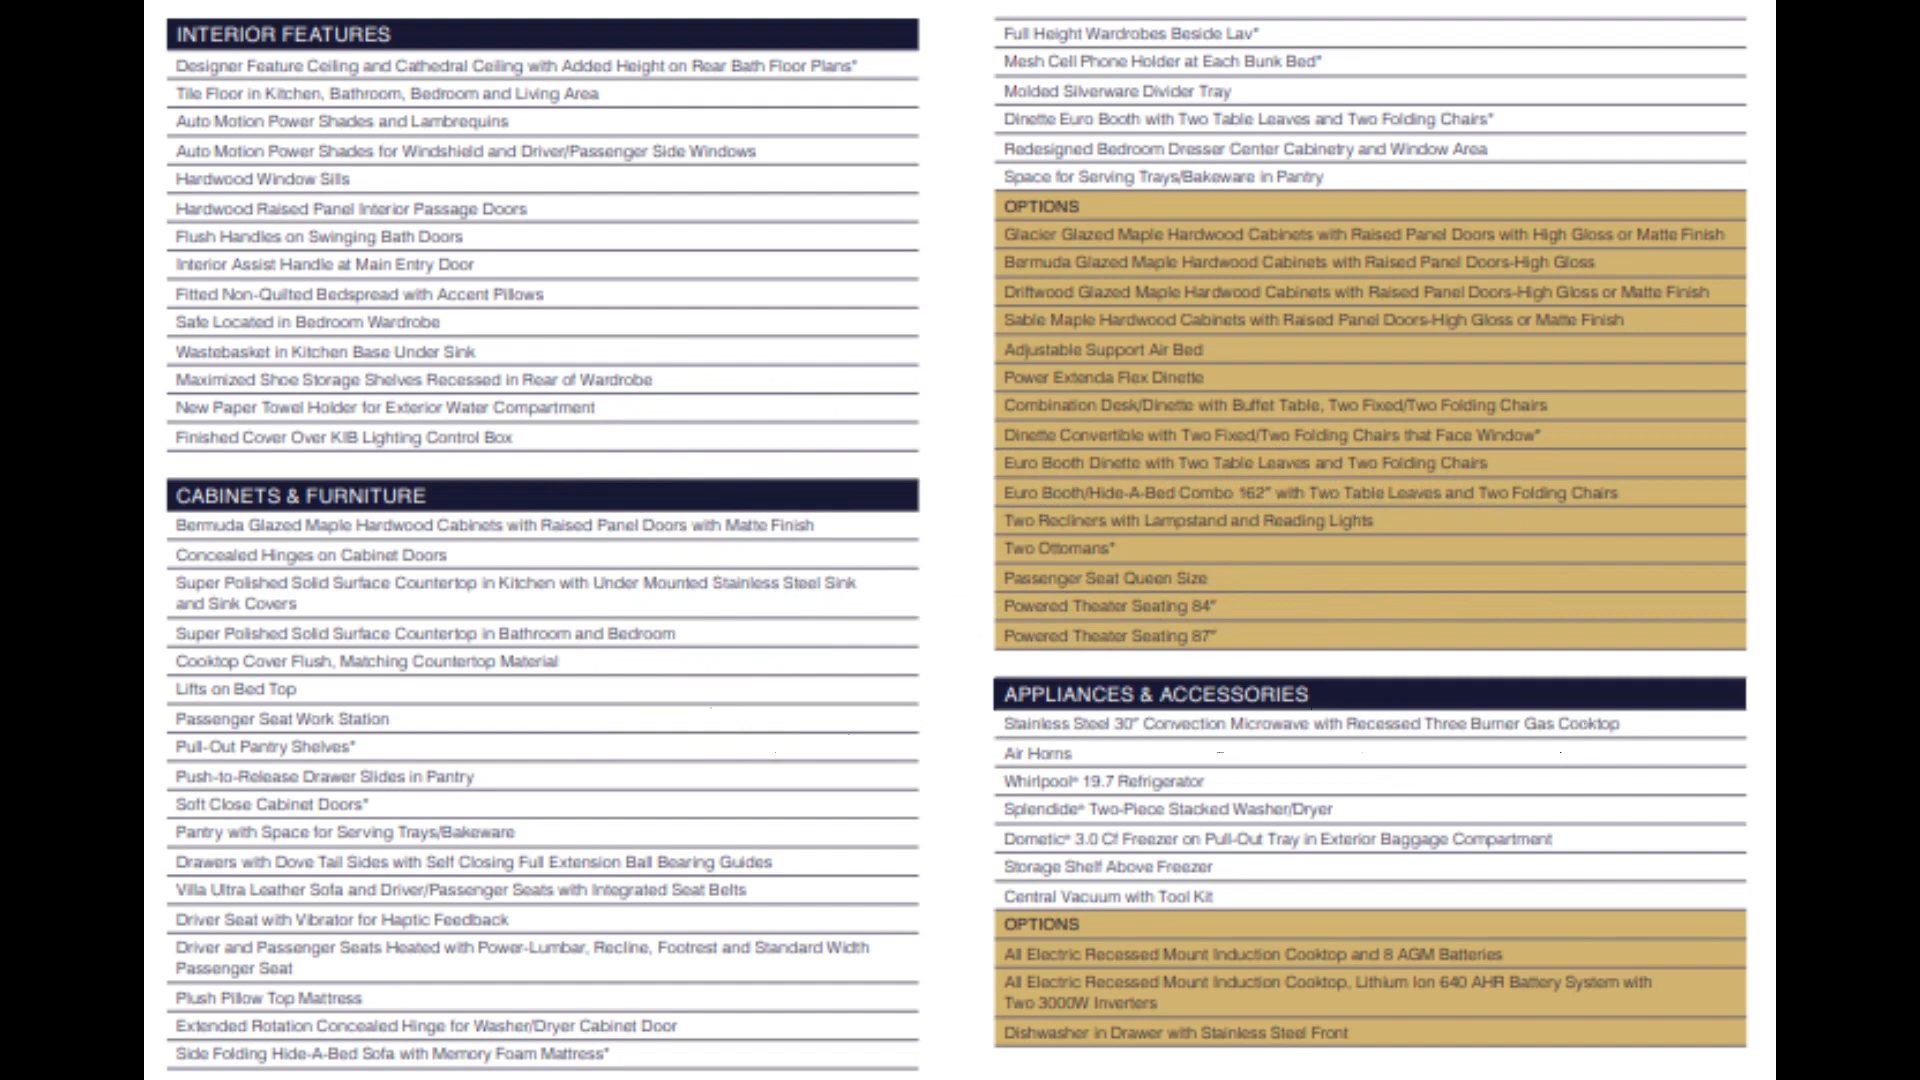 INTERIOR FEATURES
Designer Feature Ceiling and Cathedral Ceiling with Added Height on Rear Bath Floor Plans*
Tile Floor in Kitchen, Bathroom, Bedroom and Living Area
Auto Motion Power Shades and Lambrequins
Auto Motion Power Shades for Windshield and Driver/Passenger Side Windows
Hardwood Window Sills
Hardwood Raised Panel Interior Passage Doors
Flush Handles on Swinging Bath Doors
Interior Assist Handle at Main Entry Door
Fitted Non-Quilted Bedspread with Accent Pillows
Safe Located in Bedroom Wardrobe
Wastebasket in Kitchen Base Under Sink
Maximized Shoe Storage Shelves Recessed in Rear of Wardrobe
New Paper Towel Holder for Exterior Water Compartment
Finished Cover Over KIB Lighting Control Box
CABINETS & FURNITURE
Bermuda Glazed Maple Hardwood Cabinets with Raised Panel Doors with Matte Finish
Concealed Hinges on Cabinet Doors
Super Polished Solid Surface Countertop in Kitchen with Under Mounted Stainless Steel Sink
and Sink Covers
Super Polished Solid Surface Countertop in Bathroom and Bedroom
Cooktop Cover Flush, Matching Countertop Material
Lifts on Bed Top
Passenger Seat Work Station
Pull-Out Pantry Shelves*
Push-to-Release Drawer Slides in Pantry
Soft Close Cabinet Doors*
Pantry with Space for Serving Trays/Bakeware
Drawers with Dove Tail Sides with Self Closing Full Extension Ball Bearing Guides
Villa Ultra Leather Sofa and Driver/Passenger Seats with Integrated Seat Belts
Driver Seat with Vibrator for Haptic Feedback
Driver and Passenger Seats Heated with Power-Lumbar, Recline, Footrest and Standard Width
Passenger Seat
Plush Pillow Top Mattress
Extended Rotation Concealed Hinge for Washer/Dryer Cabinet Door
Side Folding Hide-A-Bed Sofa with Memory Foam Mattress*
Full Height Wardrobes Beside Lav*
Mesh Cell Phone Holder at Each Bunk Bed*
Molded Silverware Divider Tray
Dinette Euro Booth with Two Table Leaves and Two Folding Chairs*
Redesigned Bedroom Dresser Center Cabinetry and Window Area
Space for Serving Trays/Bakeware in Pantry
OPTIONS
Glacier Glazed Maple Hardwood Cabinets with Raised Panel Doors with High Gloss or Matte Finish
Bermuda Glazed Maple Hardwood Cabinets with Raised Panel Doors-High Gloss
Driftwood Glazed Maple Hardwood Cabinets with Raised Panel Doors-High Gloss or Matte Finish
Sable Maple Hardwood Cabinets with Raised Panel Doors-High Gloss or Matte Finish
Adjustable Support Air Bed
Power Extenda Flex Dinette
Combination Desk/Dinette with Buffet Table, Two Fixed/Two Folding Chairs
Dinette Convertible with Two Fixed/Two Folding Chairs that Face Window*
Euro Booth Dinette with Two Table Leaves and Two Folding Chairs
Euro Booth/Hide-A-Bed Combo 162" with Two Table Leaves and Two Folding Chairs
Two Recliners with Lampstand and Reading Lights
Two Ottomans*
Passenger Seat Queen Size
Powered Theater Seating 84"
Powered Theater Seating 87"
APPLIANCES & ACCESSORIES
Stainless Steel 30" Convection Microwave with Recessed Three Burner Gas Cooktop
Air Horns
Whirlpool® 19.7 Refrigerator
Splendide® Two-Piece Stacked Washer/Dryer
Dometic® 3.0 Cf Freezer on Pull-Out Tray in Exterior Baggage Compartment
Storage Shelf Above Freezer
Central Vacuum with Tool Kit
OPTIONS
All Electric Recessed Mount Induction Cooktop and 8 AGM Batteries
All Electric Recessed Mount Induction Cooktop, Lithium Ion 640 AHR Battery System with
Two 3000W Inverters
Dishwasher in Drawer with Stainless Steel Front